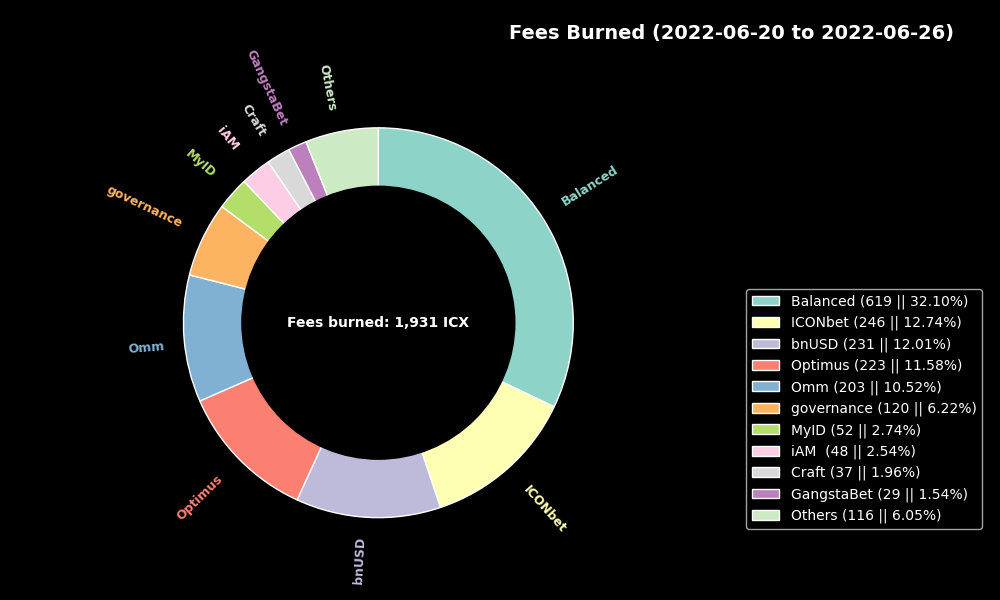 Fees Burned (2022-06-20 to 2022-06-26)
GangstaBet
Others
Craft
iAM
MyID
Balanced
governance
Fees burned: 1,931 ICX
Omm
Optimus
ICONbet
bnUSD
Balanced (619 || 32.10%)
ICONbet (246 || 12.74%)
bnUSD (231 || 12.01%)
Optimus (223 || 11.58%)
Omm (203 || 10.52%)
governance (120 || 6.22%)
MyID (52 || 2.74%)
iAM  (48 || 2.54%)
Craft (37 || 1.96%)
GangstaBet (29 || 1.54%)
Others (116 || 6.05%)